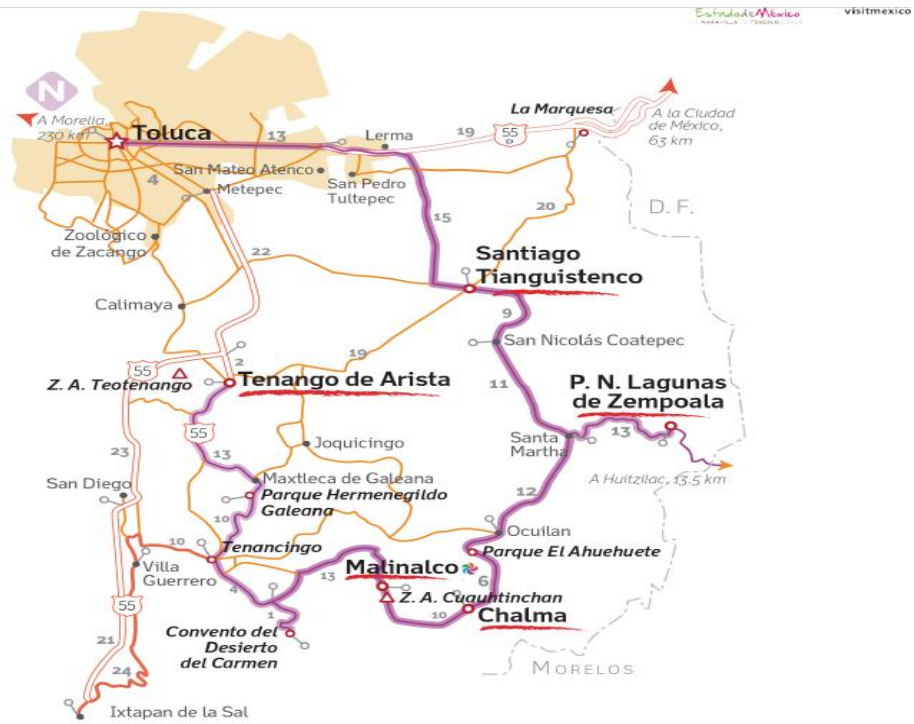 Estado de México
visitmexico
N
A Morelia,
230 km
Toluca
13
Lerma
19
55
La Marquesa
A la Ciudad
de México,
63 km
4
San Mateo Atenco
Metepec
San Pedro
Tultepec
20
D. F.
15
Zoológico
de Zacango
22
Santiago
Tianguistenco
Calimaya
9
San Nicolás Coatepec
19
55
2
Z. A. Teotenango
Tenango de Arista
11
P. N. Lagunas
de Zempoala
55
13
Joquicingo
Santa
Martha
13
23
San Diego
Maxtleca de Galeana
A Huitzilac, 13.5 km
Parque Hermenegildo
Galeana
12
10
Ocuilan
10
Tenancingo
Parque El Ahuehuete
Villa
Guerrero
Malinalco
13
6
4
Z. A. Cuauhtinchan
55
1
10
Chalma
Convento del
Desierto
del Carmen
21
24
MORELOS
Ixtapan de la Sal